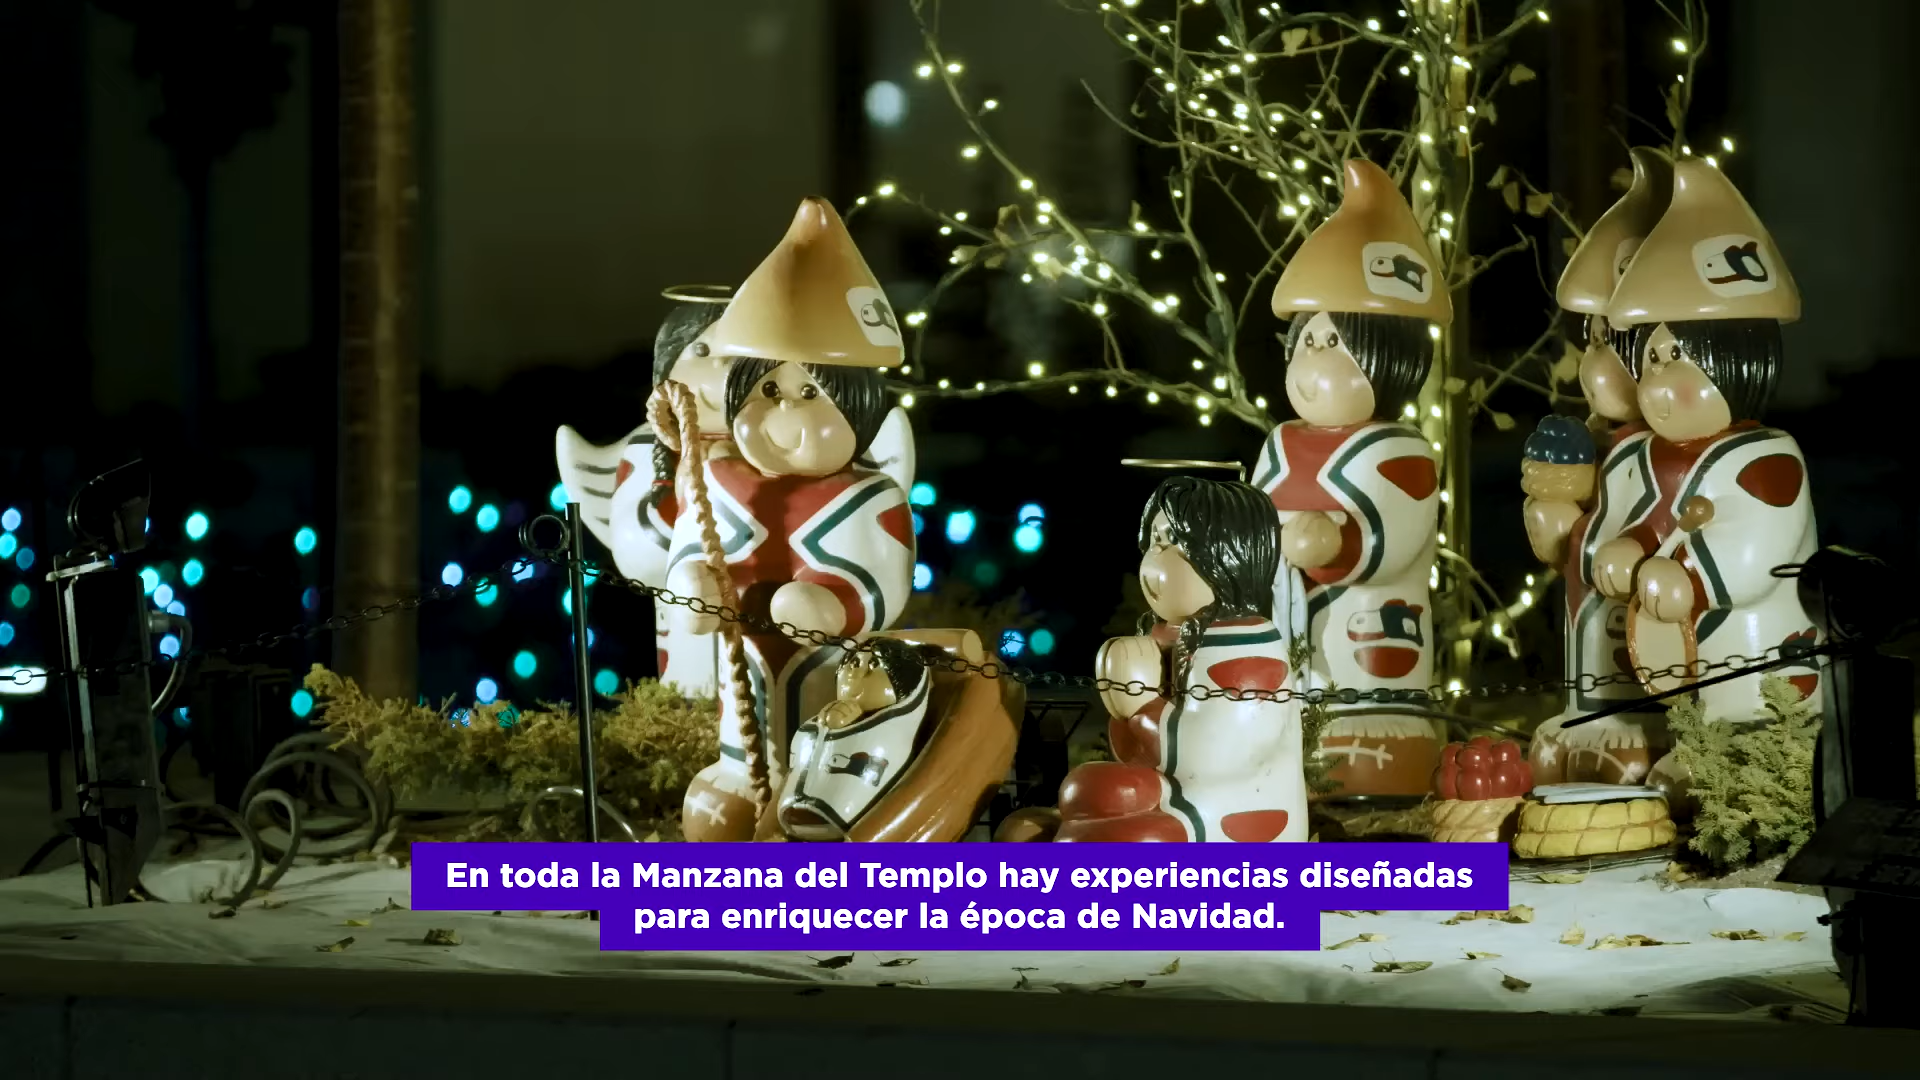 En toda la Manzana del Templo hay experiencias diseñadas
para enriquecer la época de Navidad.